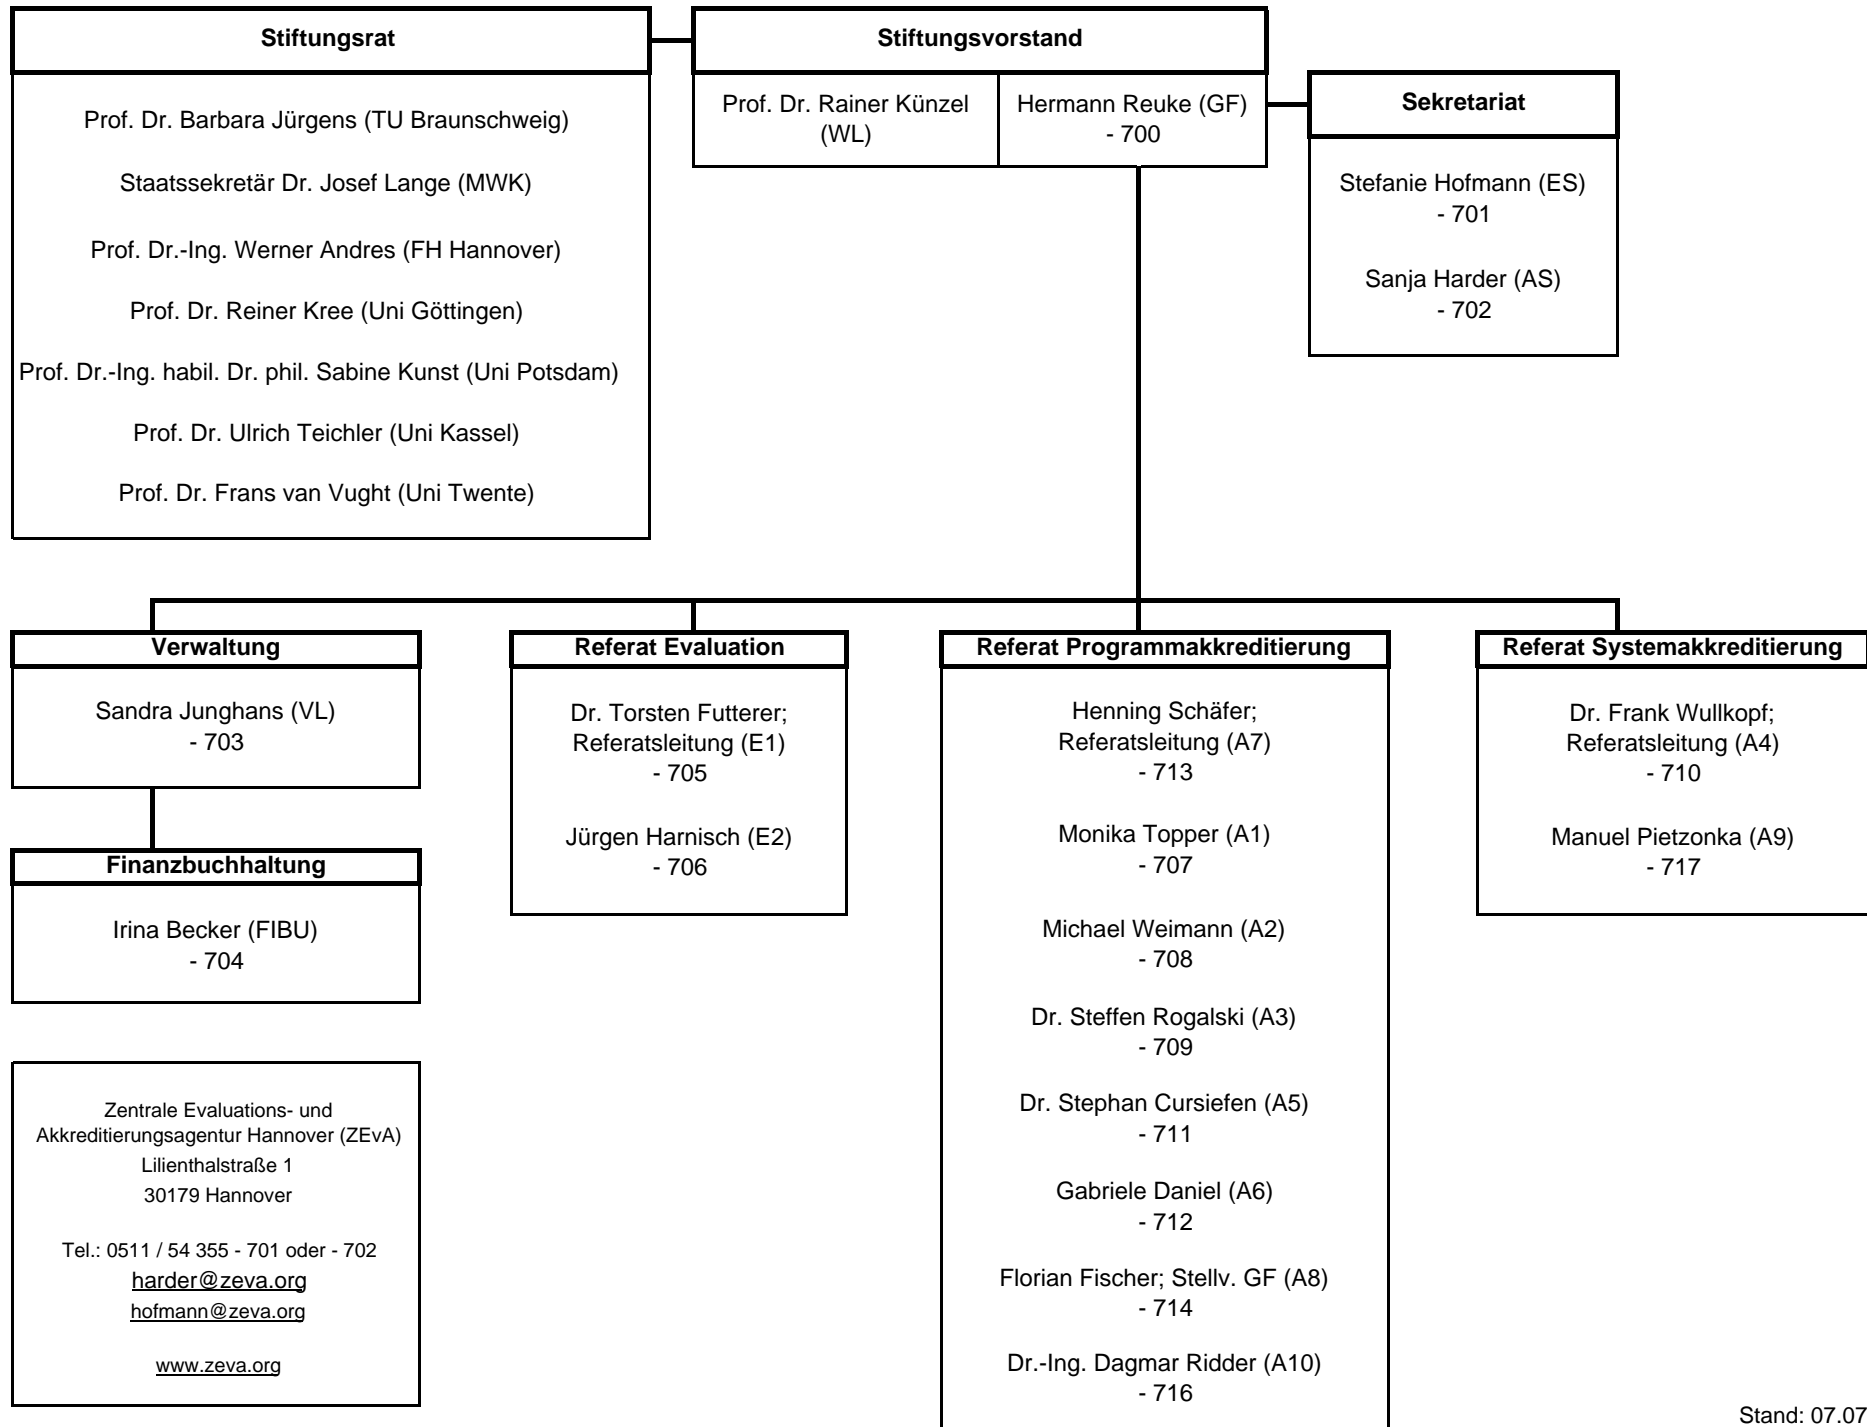 Stiftungsrat
Prof. Dr. Barbara Jürgens (TU Braunschweig)
Staatssekretär Dr. Josef Lange (MWK)
Prof. Dr.-Ing. Werner Andres (FH Hannover)
Prof. Dr. Reiner Kree (Uni Göttingen)
Prof. Dr.-Ing. habil. Dr. phil. Sabine Kunst (Uni Potsdam)
Prof. Dr. Ulrich Teichler (Uni Kassel)
Prof. Dr. Frans van Vught (Uni Twente)
Stiftungsvorstand
Prof. Dr. Rainer Künzel
(WL)
Hermann Reuke (GF)
- 700
Sekretariat
Stefanie Hofmann (ES)
- 701
Sanja Harder (AS)
- 702
Verwaltung
Sandra Junghans (VL)
- 703
Finanzbuchhaltung
Irina Becker (FIBU)
- 704
Referat Evaluation
Dr. Torsten Futterer;
Referatsleitung (E1)
- 705
Jürgen Harnisch (E2)
- 706
Referat Programmakkreditierung
Henning Schäfer;
Referatsleitung (A7)
- 713
Monika Topper (A1)
- 707
Michael Weimann (A2)
- 708
Dr. Steffen Rogalski (A3)
- 709
Dr. Stephan Cursiefen (A5)
- 711
Gabriele Daniel (A6)
- 712
Florian Fischer; Stellv. GF (A8)
- 714
Dr.-Ing. Dagmar Ridder (A10)
- 716
Referat Systemakkreditierung
Dr. Frank Wullkopf;
Referatsleitung (A4)
- 710
Manuel Pietzonka (A9)
- 717
Zentrale Evaluations- und
Akkreditierungsagentur Hannover (ZEvA)
Lilienthalstraße 1
30179 Hannover
Tel.: 0511 / 54 355 - 701 oder - 702
harder@zeva.org
hofmann@zeva.org
www.zeva.org
Stand: 07.07